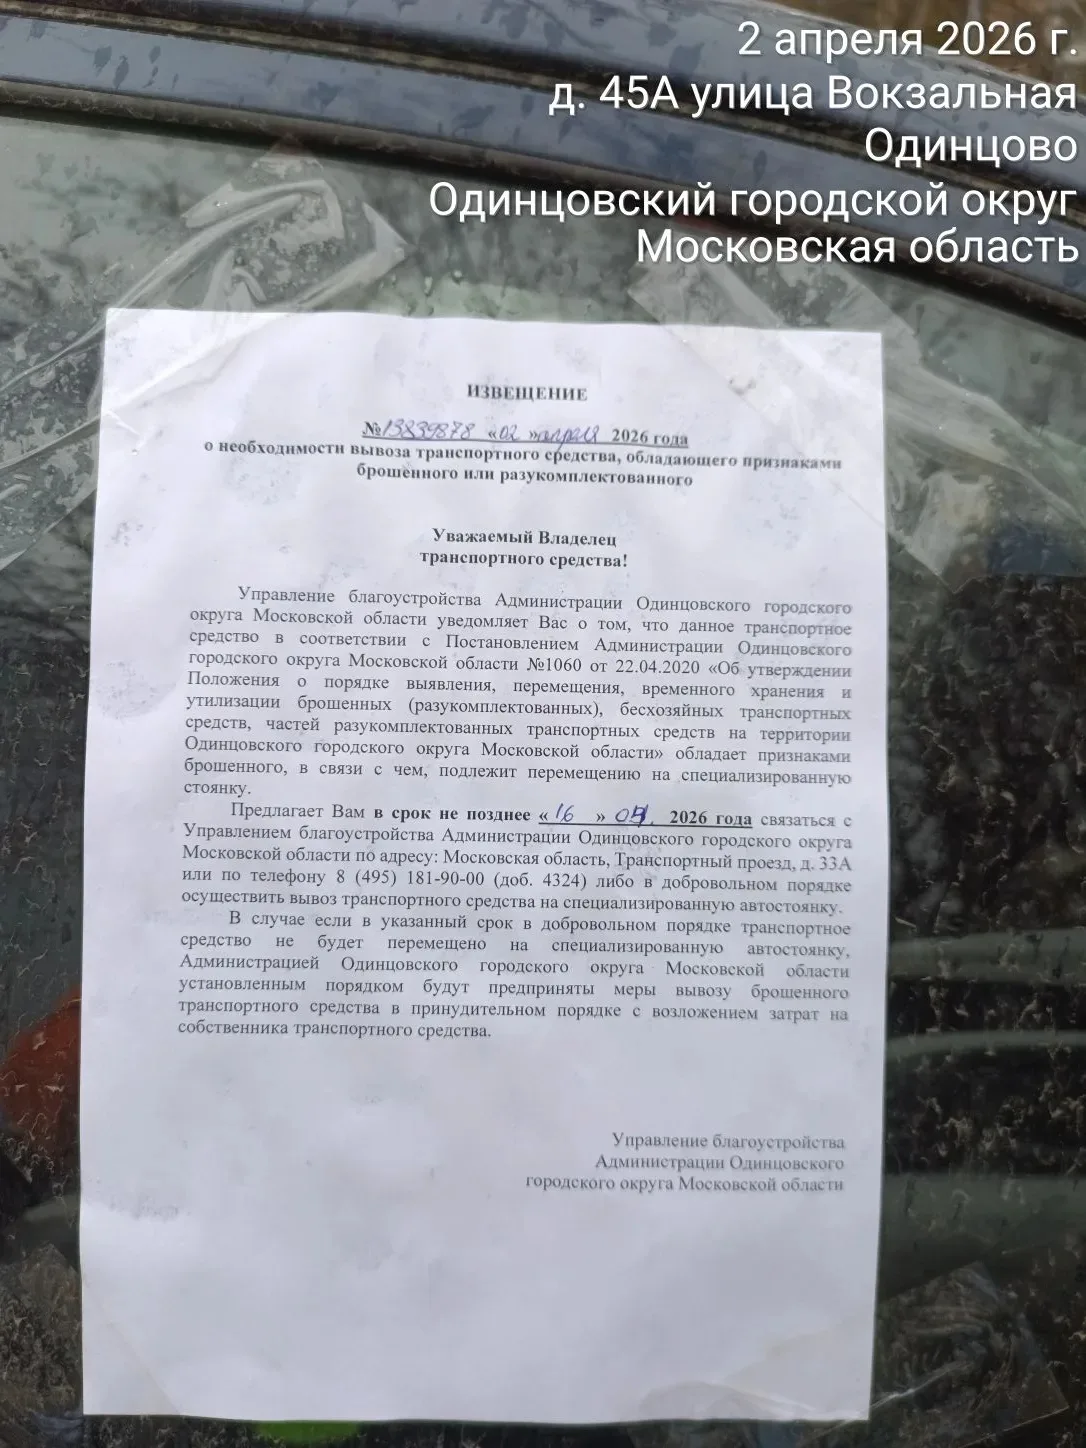 2 апреля 2026 г.
д. 45А улица Вокзальная
Одинцово
Одинцовский городской округ
Московская область
ИЗВЕЩЕНИЕ
№13839878 «02 »апреля 2026 года
о необходимости вывоза транспортного средства, обладающего признаками
брошенного или разукомплектованного
Уважаемый Владелец
транспортного средства!
Управление благоустройства Администрации Одинцовского городского
округа Московской области уведомляет Вас о том, что данное транспортное
средство в соответствии с Постановлением Администрации Одинцовского
городского округа Московской области №1060 от 22.04.2020 «Об утверждении
Положения о порядке выявления, перемещения, временного хранения и
утилизации брошенных (разукомплектованных), бесхозяйных транспортных
средств, частей разукомплектованных транспортных средств на территории
Одинцовского городского округа Московской области» обладает признаками
брошенного, в связи с чем, подлежит перемещению на специализированную
стоянку.
Предлагает Вам в срок не позднее « 16 » 04. 2026 года связаться с
Управлением благоустройства Администрации Одинцовского городского округа
Московской области по адресу: Московская область, Транспортный проезд, д. 33А
или по телефону 8 (495) 181-90-00 (доб. 4324) либо в добровольном порядке
осуществить вывоз транспортного средства на специализированную автостоянку.
В случае если в указанный срок в добровольном порядке транспортное
средство не будет перемещено на специализированную автостоянку,
Администрацией Одинцовского городского округа Московской области
установленным порядком будут предприняты меры вывозу брошенного
транспортного средства в принудительном порядке с возложением затрат на
собственника транспортного средства.
Управление благоустройства
Администрации Одинцовского
городского округа Московской области